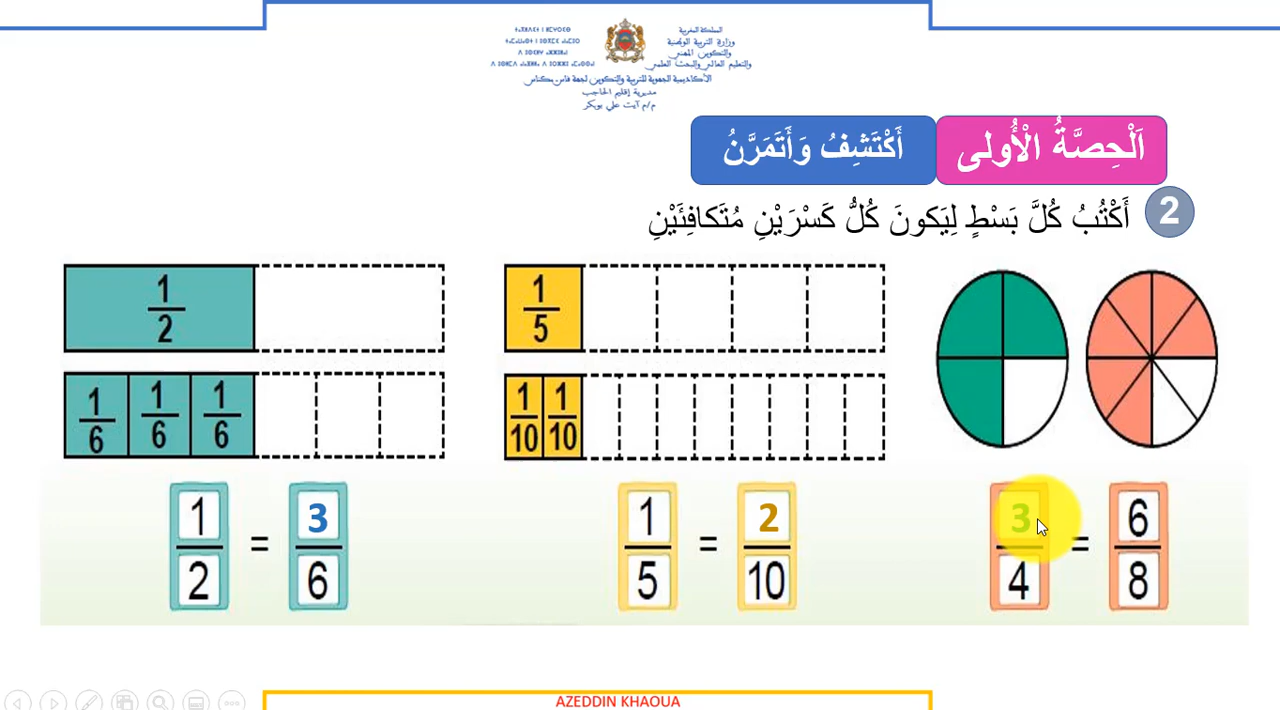 المملكة المغربية
وزارة التربية الوطنية
والتكوين المهني
والتعليم العالي والبحث العلمي
الأكاديمية الجهوية للتربية والتكوين لجهة فاس مكناس
مديرية إقليم الحاجب
م/م آيت علي بوبكر
اَلْحِصَّةُ الْأُولى
أَكْتَشِفُ وَأَتَمَرَّنُ
2 أَكْتُبُ كُلَّ بَسْطٍ لِيَكونَ كُلُّ كَسْرَيْنِ مُتَكافِئَيْنِ
1/2
1/6 1/6 1/6
1/5
1/10 1/10
1/2 = 3/6
1/5 = 2/10
3/4 = 6/8
AZEDDIN KHAOUA